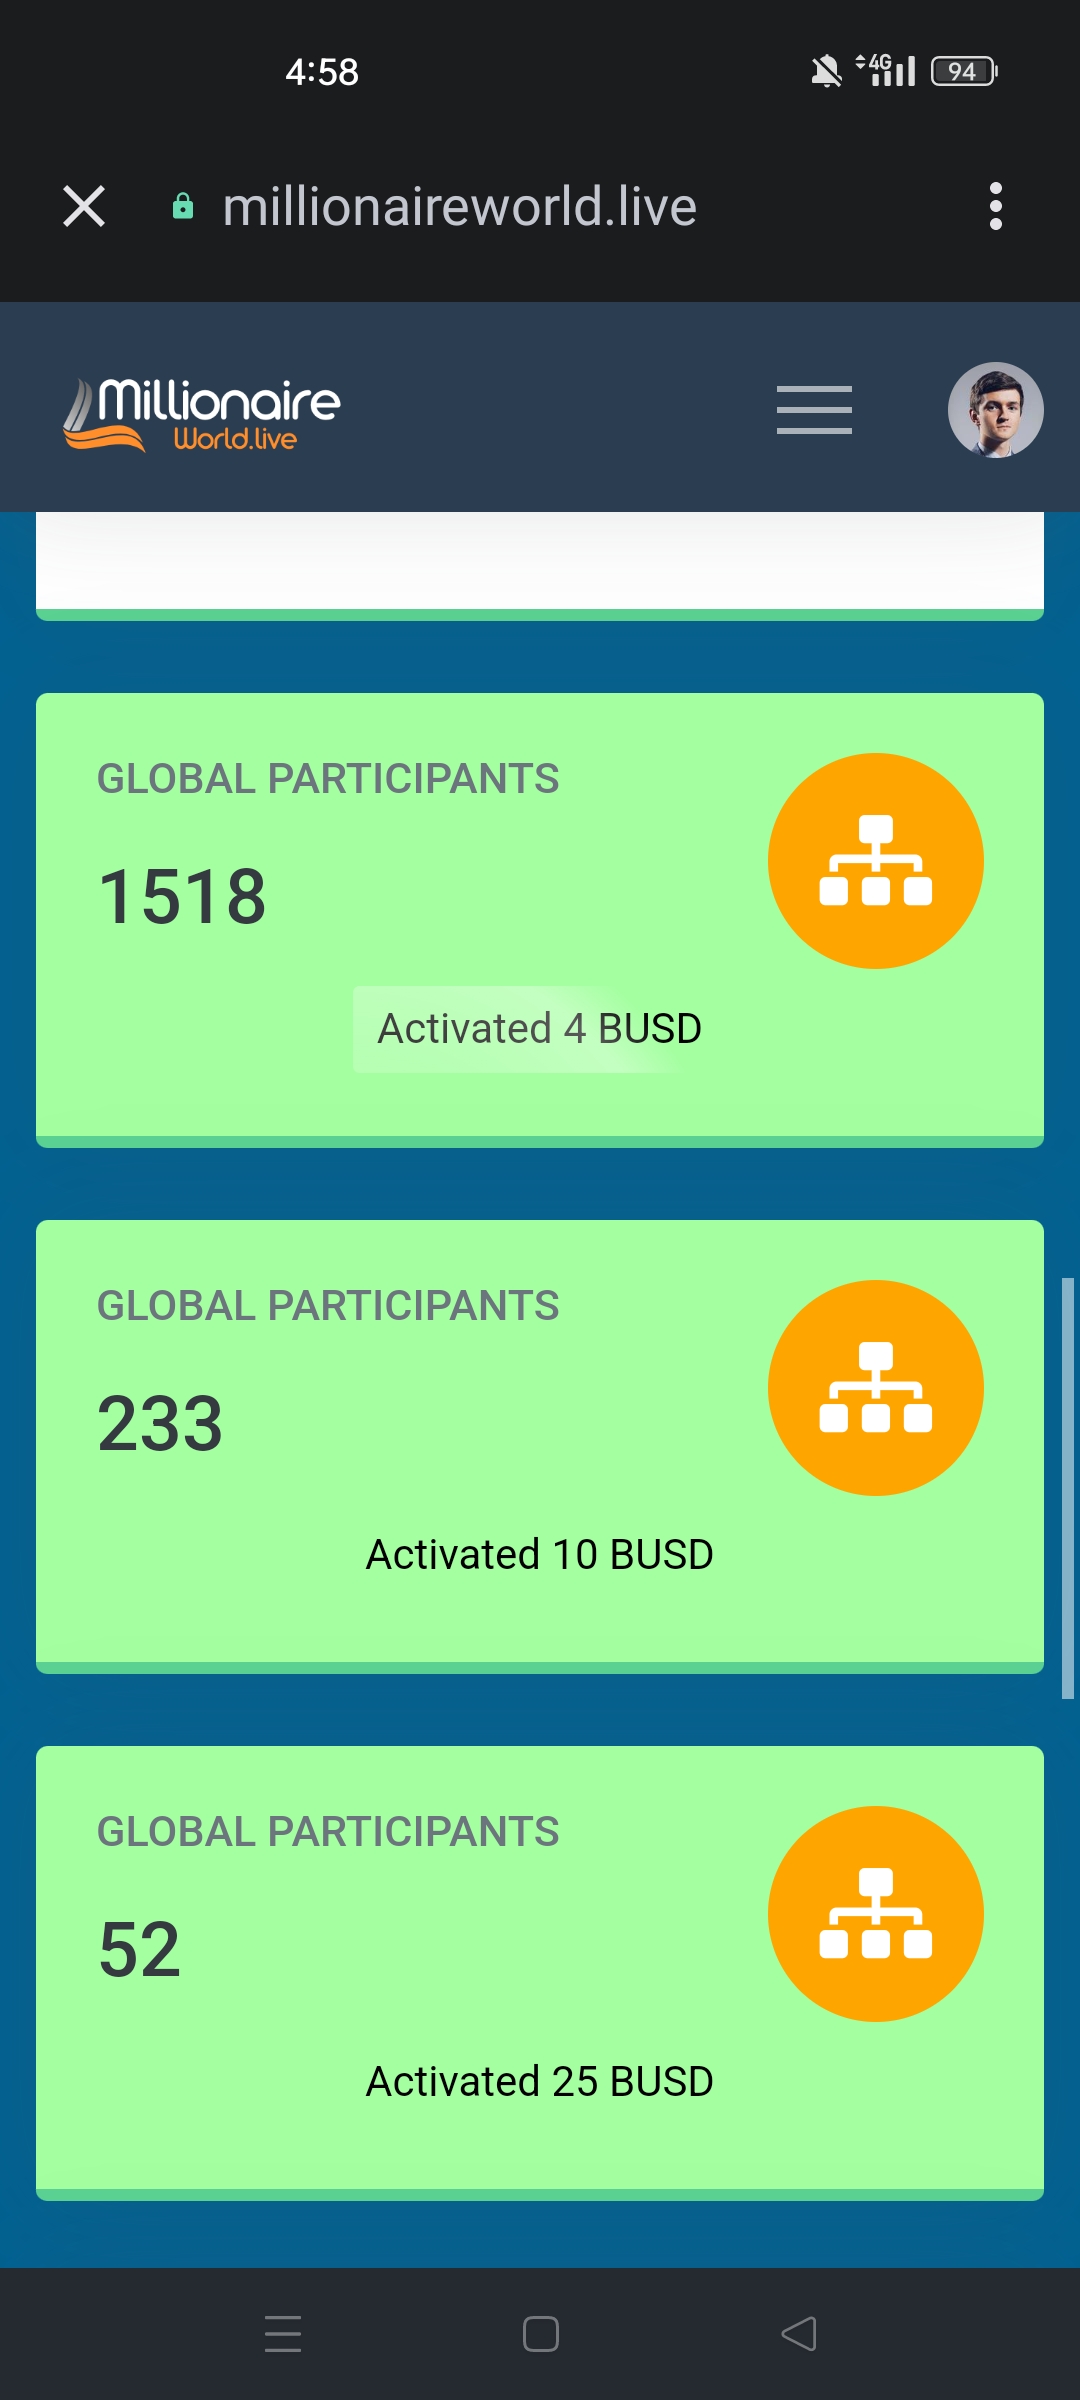 4:58
4G
94
millionaireworld.live
Millionaire
World.live
GLOBAL PARTICIPANTS
1518
Activated 4 BUSD
GLOBAL PARTICIPANTS
233
Activated 10 BUSD
GLOBAL PARTICIPANTS
52
Activated 25 BUSD